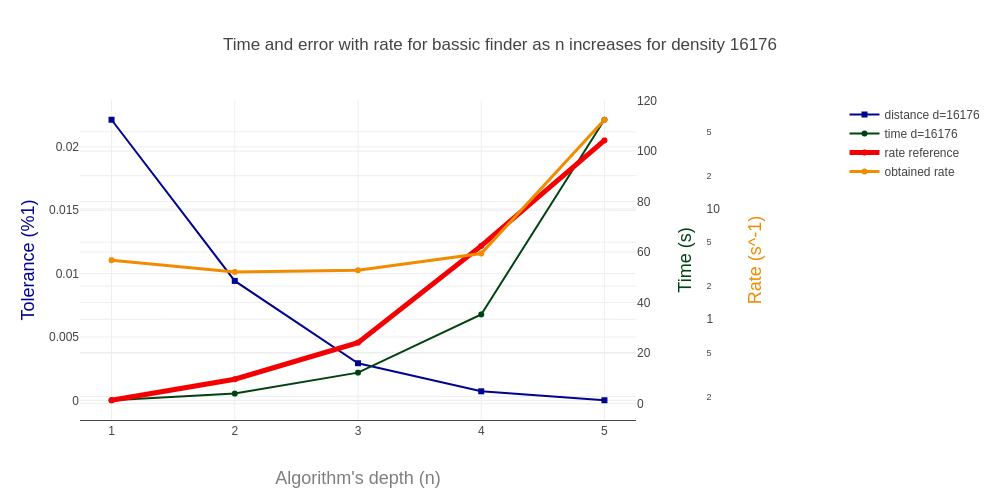 Time and error with rate for bassic finder as n increases for density 16176
distance d=16176
time d=16176
rate reference
obtained rate
Tolerance (%1)
0.02
0.015
0.01
0.005
0
120
100
80
60
40
20
0
Time (s)
5
2
10
5
2
1
5
2
Rate (s^-1)
1 2 3 4 5
Algorithm's depth (n)